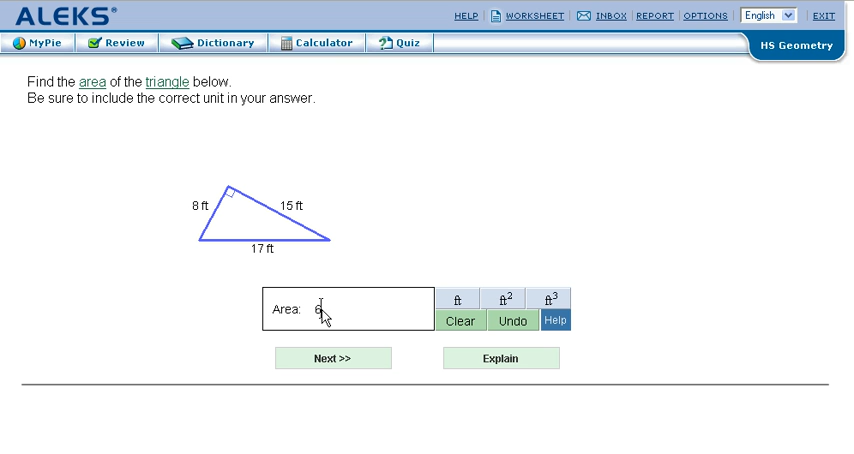 ALEKS®
HELP | WORKSHEET | INBOX | REPORT | OPTIONS | English | EXIT
MyPie Review Dictionary Calculator Quiz
HS Geometry
Find the area of the triangle below.
Be sure to include the correct unit in your answer.
8 ft
15 ft
17 ft
Area: 6
ft ft² ft³
Clear Undo Help
Next >> Explain